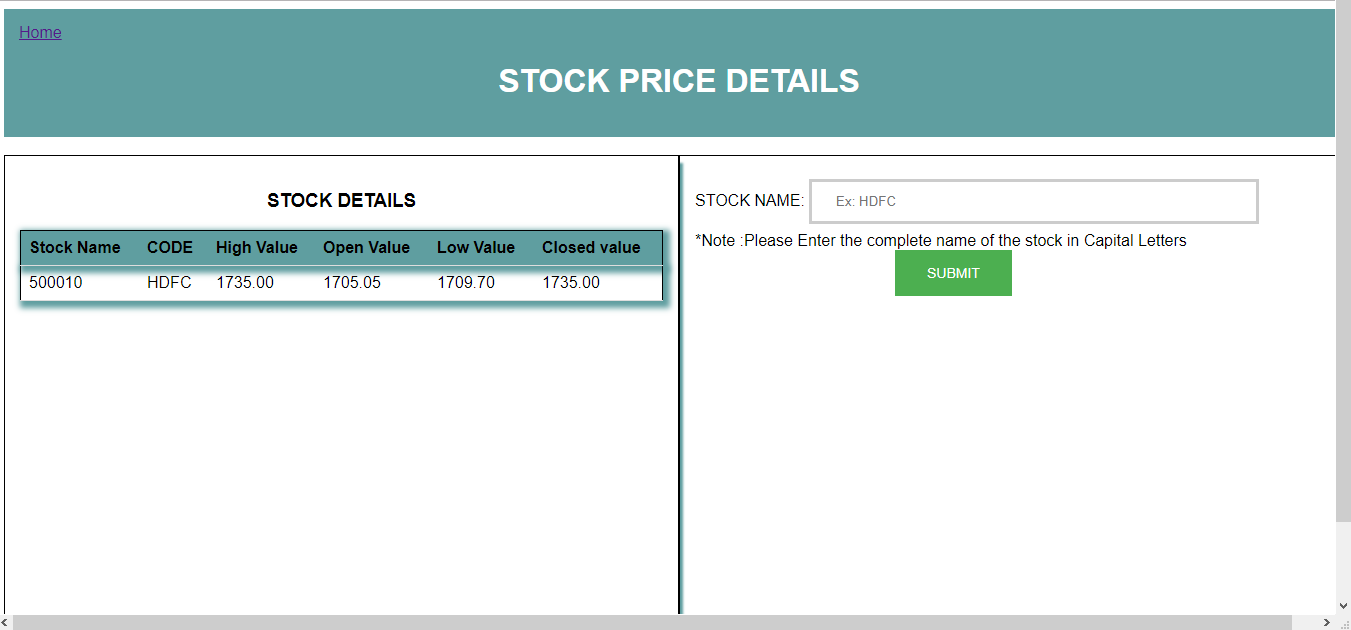 Home
STOCK PRICE DETAILS
STOCK DETAILS
Stock Name CODE High Value Open Value Low Value Closed value
500010 HDFC 1735.00 1705.05 1709.70 1735.00
STOCK NAME: Ex: HDFC
*Note :Please Enter the complete name of the stock in Capital Letters
SUBMIT